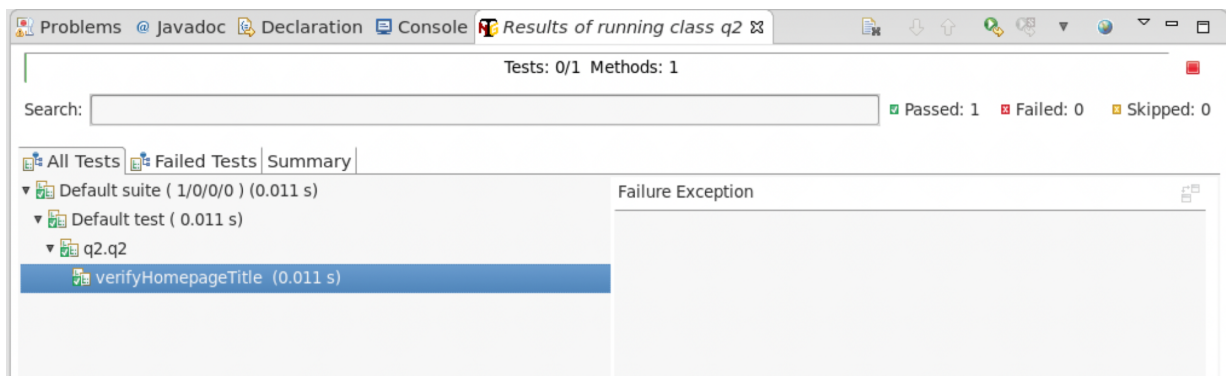 Problems @ Javadoc Declaration Console Results of running class q2
Tests: 0/1 Methods: 1
Search: Passed: 1 Failed: 0 Skipped: 0
All Tests Failed Tests Summary
Default suite ( 1/0/0/0 ) (0.011 s)
Failure Exception
Default test ( 0.011 s)
q2.q2
verifyHomepageTitle (0.011 s)